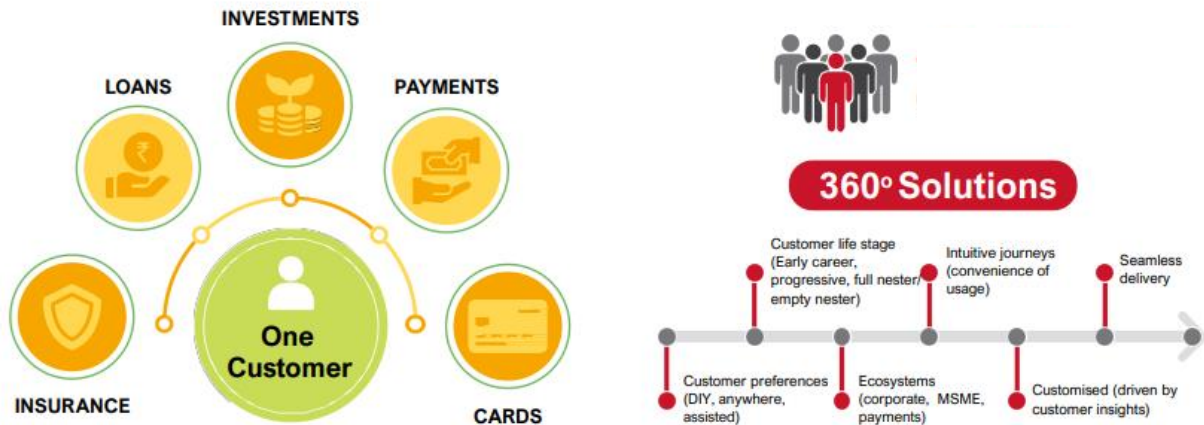 INVESTMENTS
LOANS
PAYMENTS
₹
One
Customer
INSURANCE
CARDS
360° Solutions
Customer life stage
(Early career,
progressive, full nester/
empty nester)
Intuitive journeys
(convenience of
usage)
Seamless
delivery
Customer preferences
(DIY, anywhere,
assisted)
Ecosystems
(corporate, MSME,
payments)
Customised (driven by
customer insights)